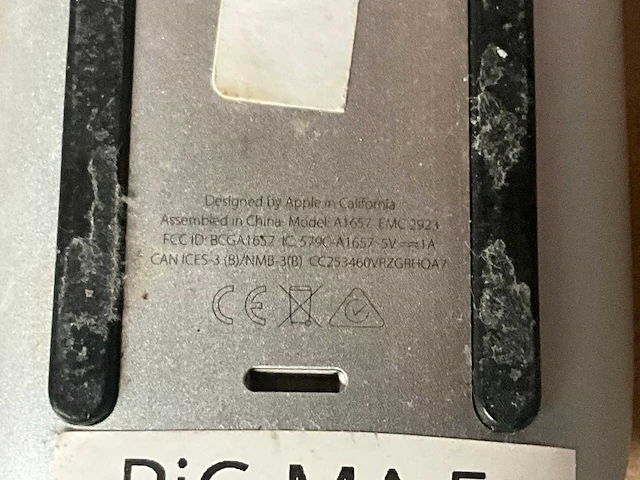 Designed by Apple in California
Assembled in China Model: A1657 EMC 2923
FCC ID: BCGA1657 IC: 579C-A1657 5V⎓1A
CAN ICES-3 (B)/NMB-3(B)
CE